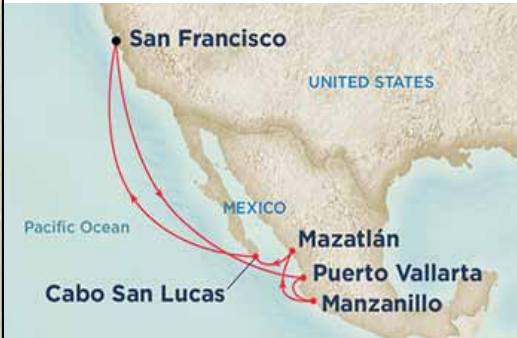 San Francisco
UNITED STATES
MEXICO
Pacific Ocean
Mazatlán
Puerto Vallarta
Cabo San Lucas
Manzanillo